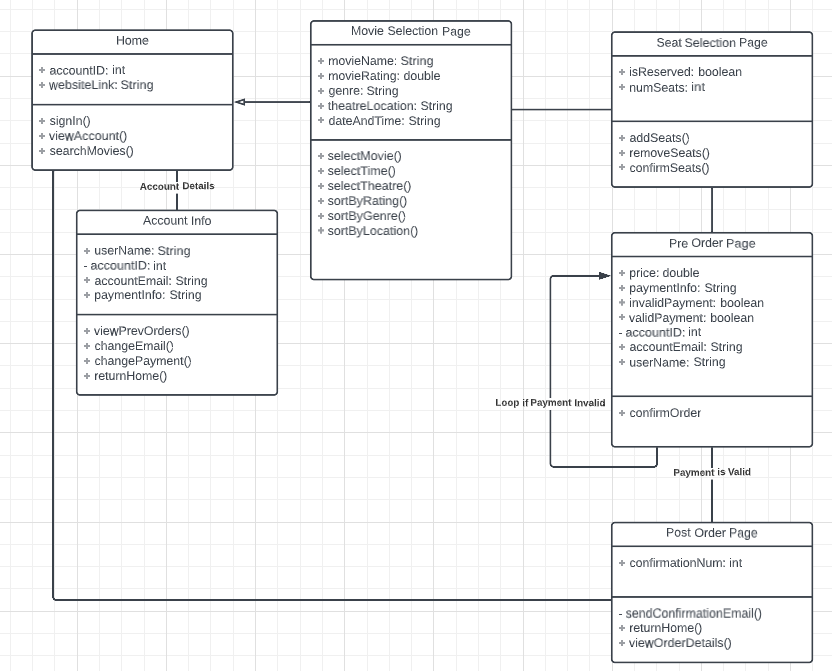 Home
+ accountID: int
+ websiteLink: String
+ signIn()
+ viewAccount()
+ searchMovies()
Account Details
Account Info
+ userName: String
- accountID: int
+ accountEmail: String
+ paymentInfo: String
+ viewPrevOrders()
+ changeEmail()
+ changePayment()
+ returnHome()
Movie Selection Page
+ movieName: String
+ movieRating: double
+ genre: String
+ theatreLocation: String
+ dateAndTime: String
+ selectMovie()
+ selectTime()
+ selectTheatre()
+ sortByRating()
+ sortByGenre()
+ sortByLocation()
Seat Selection Page
+ isReserved: boolean
+ numSeats: int
+ addSeats()
+ removeSeats()
+ confirmSeats()
Pre Order Page
+ price: double
+ paymentInfo: String
+ invalidPayment: boolean
+ validPayment: boolean
- accountID: int
+ accountEmail: String
+ userName: String
+ confirmOrder
Loop if Payment Invalid
Payment is Valid
Post Order Page
+ confirmationNum: int
- sendConfirmationEmail()
+ returnHome()
+ viewOrderDetails()